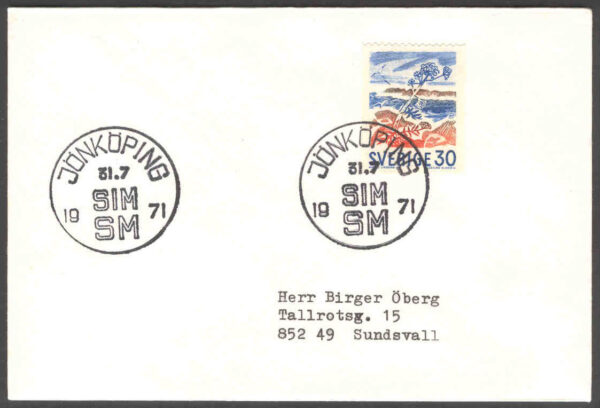 JÖNKÖPING
31.7
SIM
SM
19 71
JÖNKÖPING
31.7
SIM
SM
19 71
SVERIGE 30
Herr Birger Öberg
Tallrotsg. 15
852 49 Sundsvall